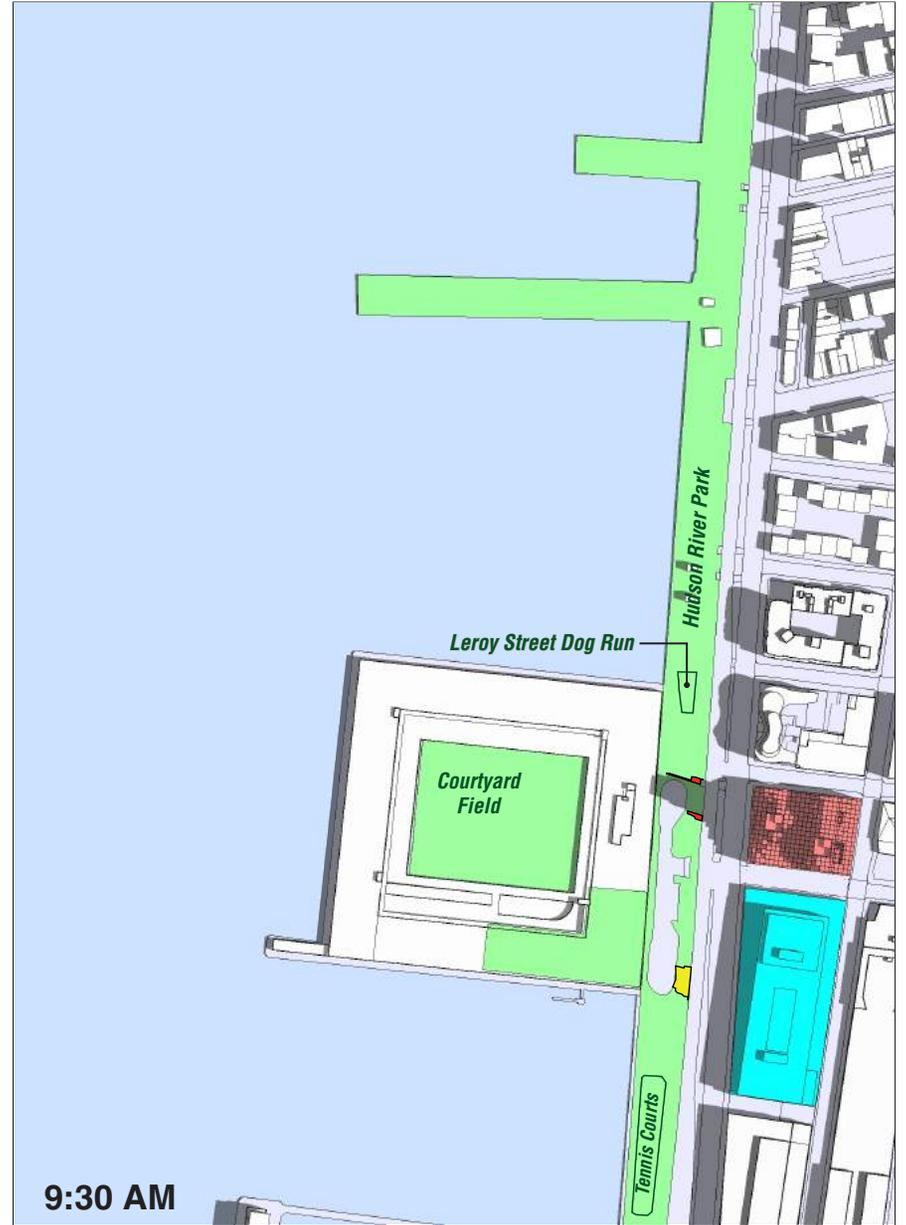 Hudson River Park
Leroy Street Dog Run
Courtyard
Field
Tennis Courts
9:30 AM